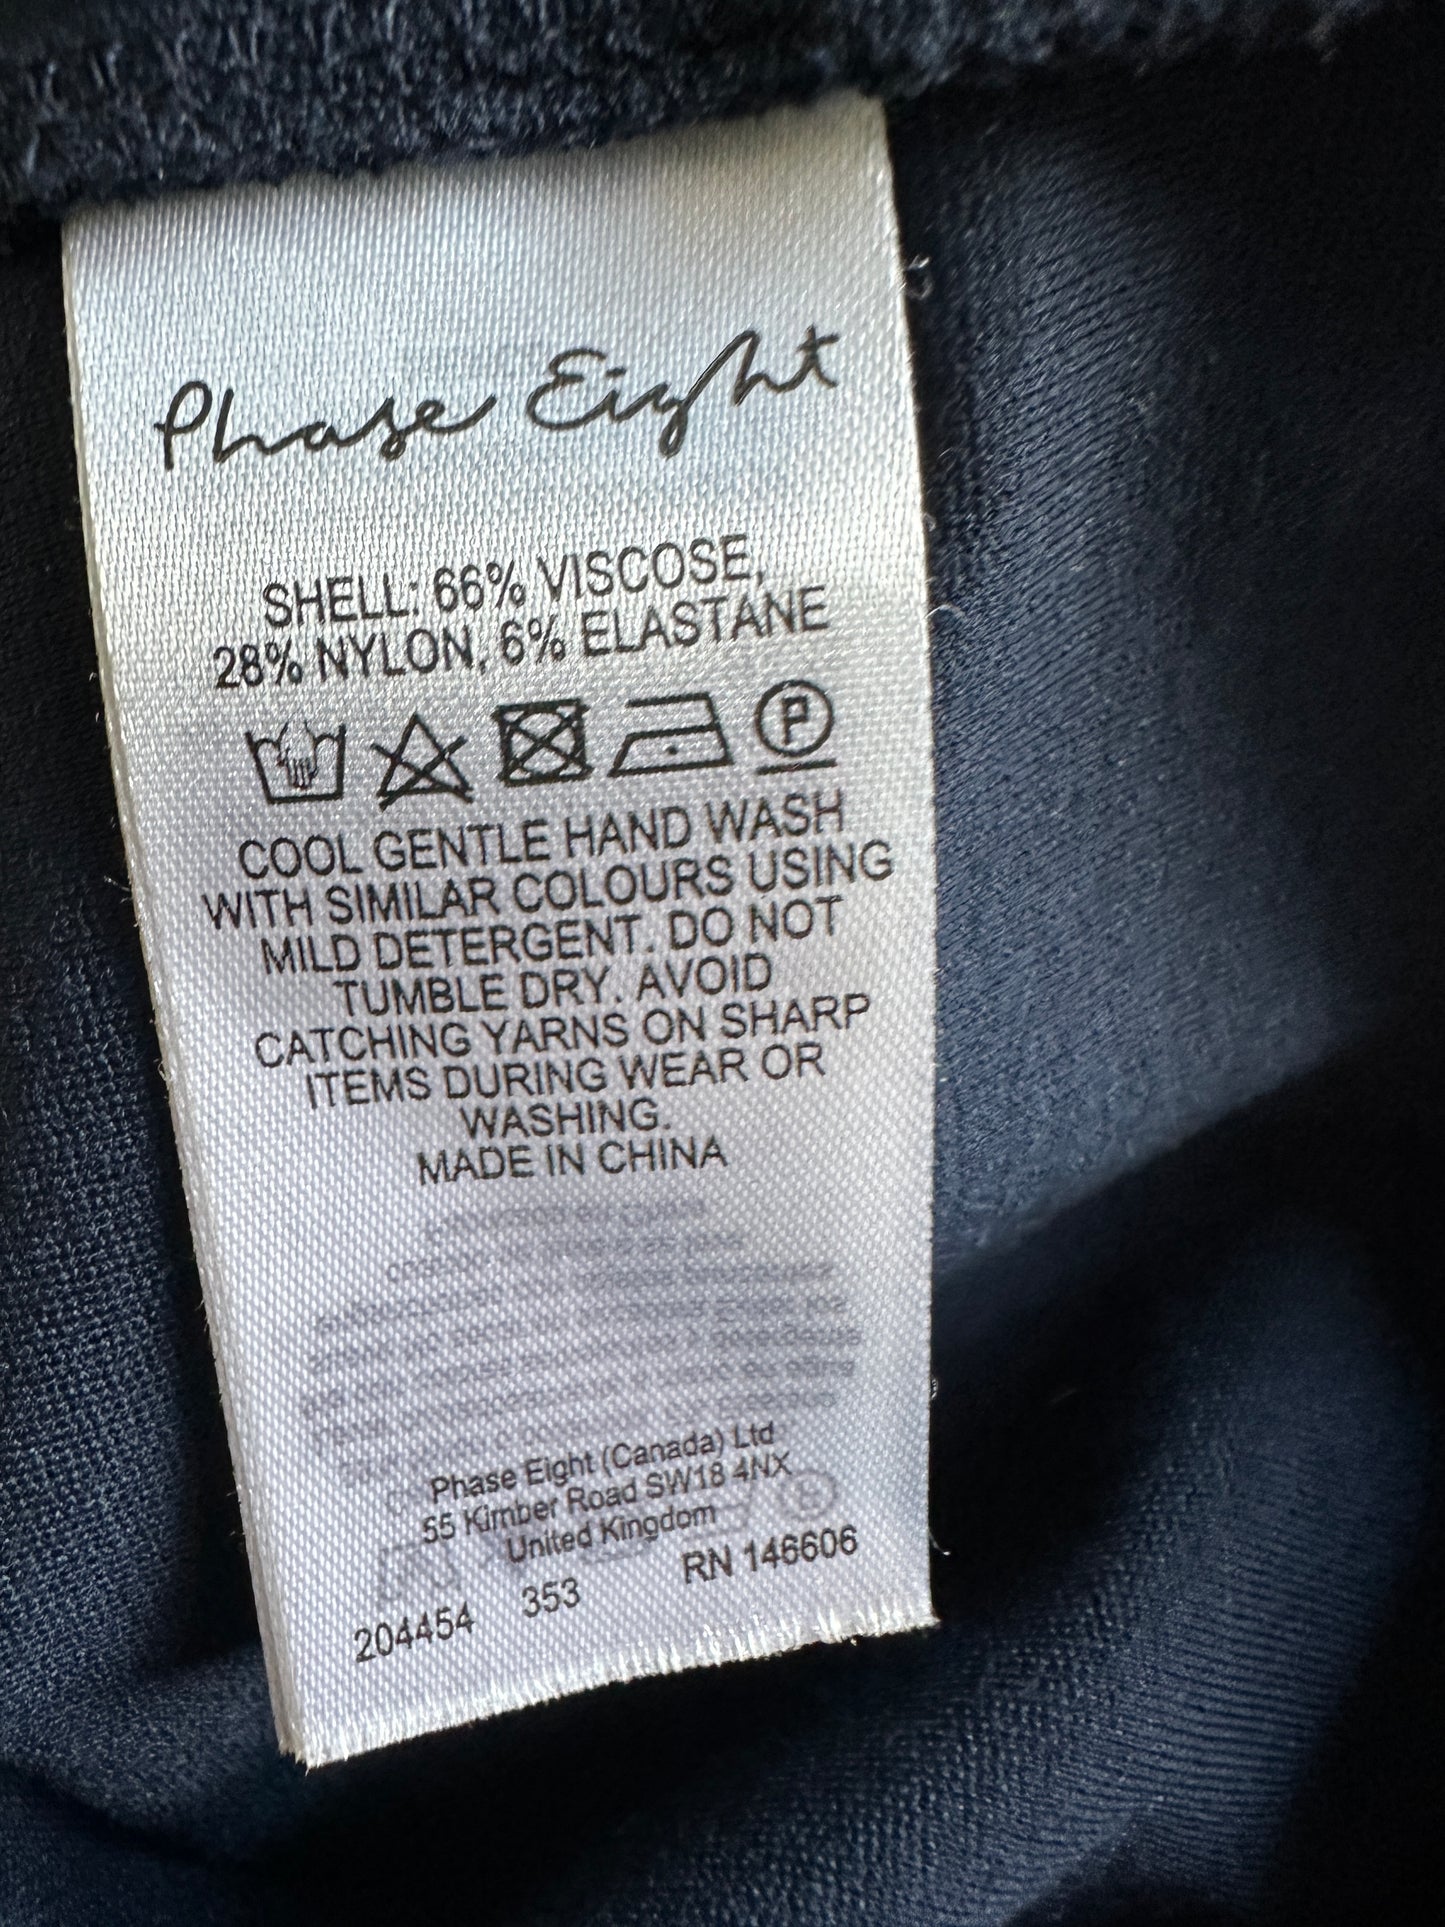 Phase Eight
SHELL: 66% VISCOSE,
28% NYLON, 6% ELASTANE
P
COOL GENTLE HAND WASH
WITH SIMILAR COLOURS USING
MILD DETERGENT. DO NOT
TUMBLE DRY. AVOID
CATCHING YARNS ON SHARP
ITEMS DURING WEAR OR
WASHING.
MADE IN CHINA
Phase Eight (Canada) Ltd
55 Kimber Road SW18 4NX
United Kingdom
204454 353 RN 146606